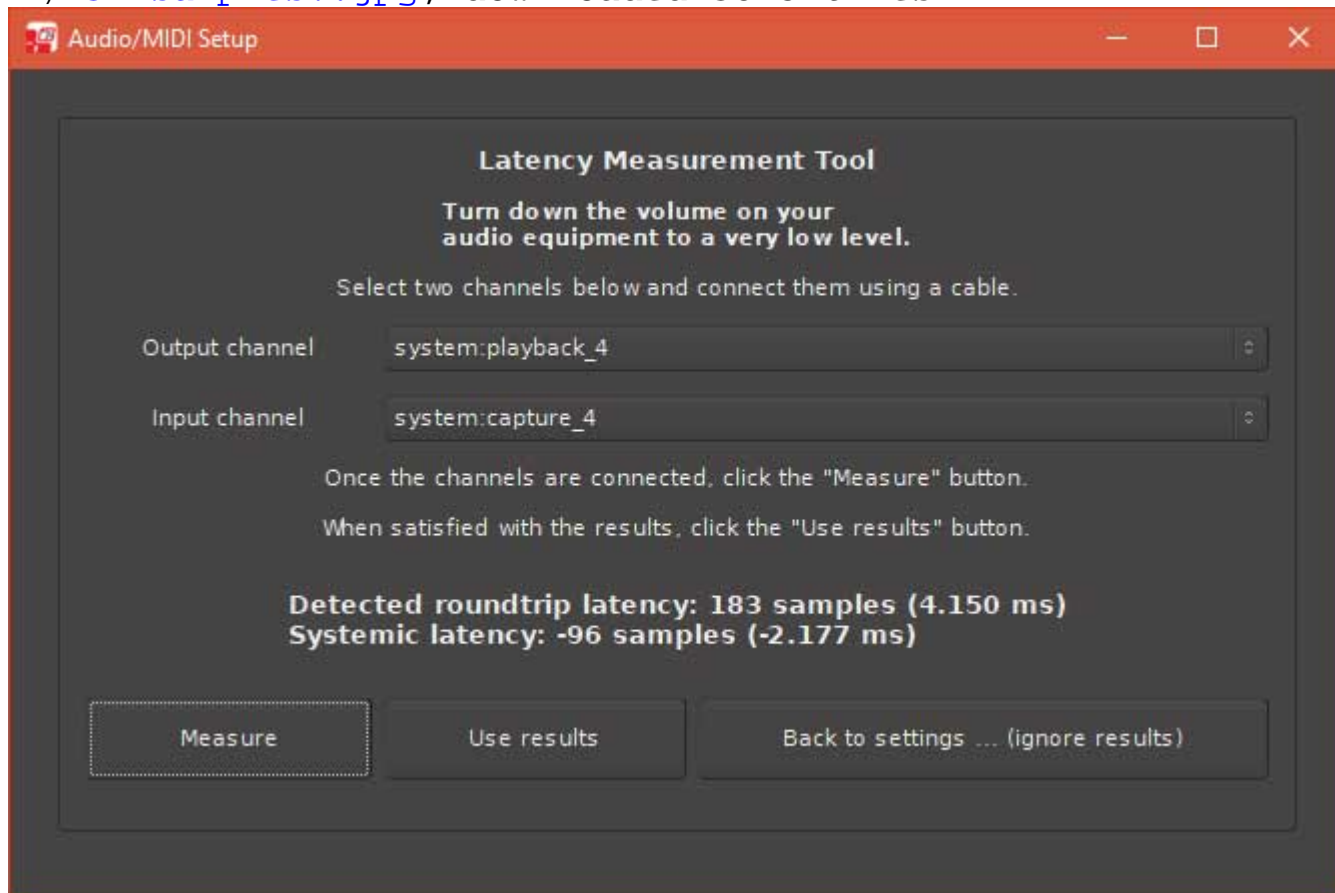 Audio/MIDI Setup
Latency Measurement Tool
Turn down the volume on your
audio equipment to a very low level.
Select two channels below and connect them using a cable.
Output channel system:playback_4
Input channel system:capture_4
Once the channels are connected, click the "Measure" button.
When satisfied with the results, click the "Use results" button.
Detected roundtrip latency: 183 samples (4.150 ms)
Systemic latency: -96 samples (-2.177 ms)
Measure Use results Back to settings ... (ignore results)